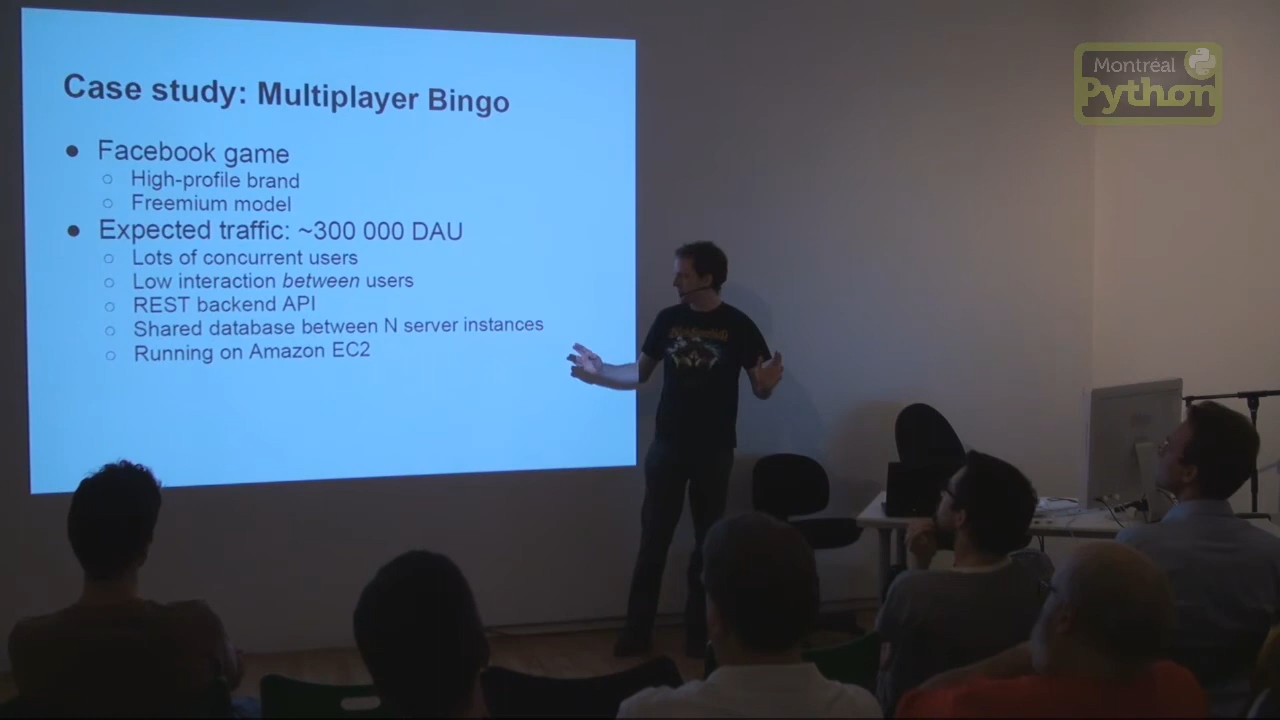 Case study: Multiplayer Bingo
● Facebook game
○ High-profile brand
○ Freemium model
● Expected traffic: ~300 000 DAU
○ Lots of concurrent users
○ Low interaction between users
○ REST backend API
○ Shared database between N server instances
○ Running on Amazon EC2
Montréal
Python